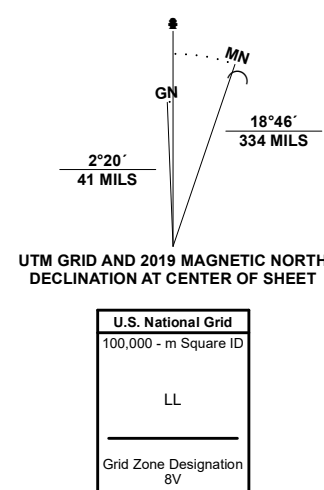 MN
GN
18°46´
334 MILS
2°20´
41 MILS
UTM GRID AND 2019 MAGNETIC NORTH
DECLINATION AT CENTER OF SHEET
U.S. National Grid
100,000 - m Square ID
LL
Grid Zone Designation
8V